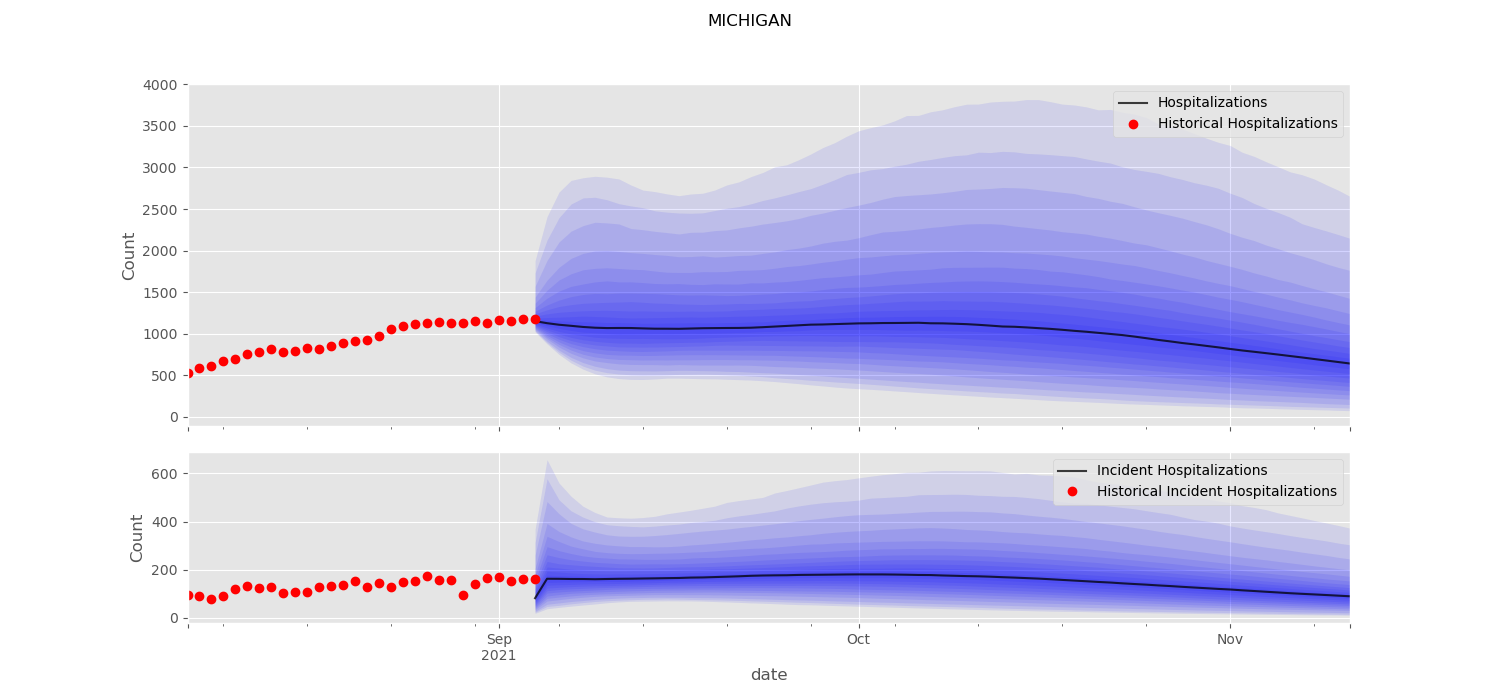 MICHIGAN
4000
3500
3000
2500
2000
1500
1000
500
0
Count
Hospitalizations
Historical Hospitalizations
600
400
200
0
Count
Incident Hospitalizations
Historical Incident Hospitalizations
Sep
2021
Oct
Nov
date